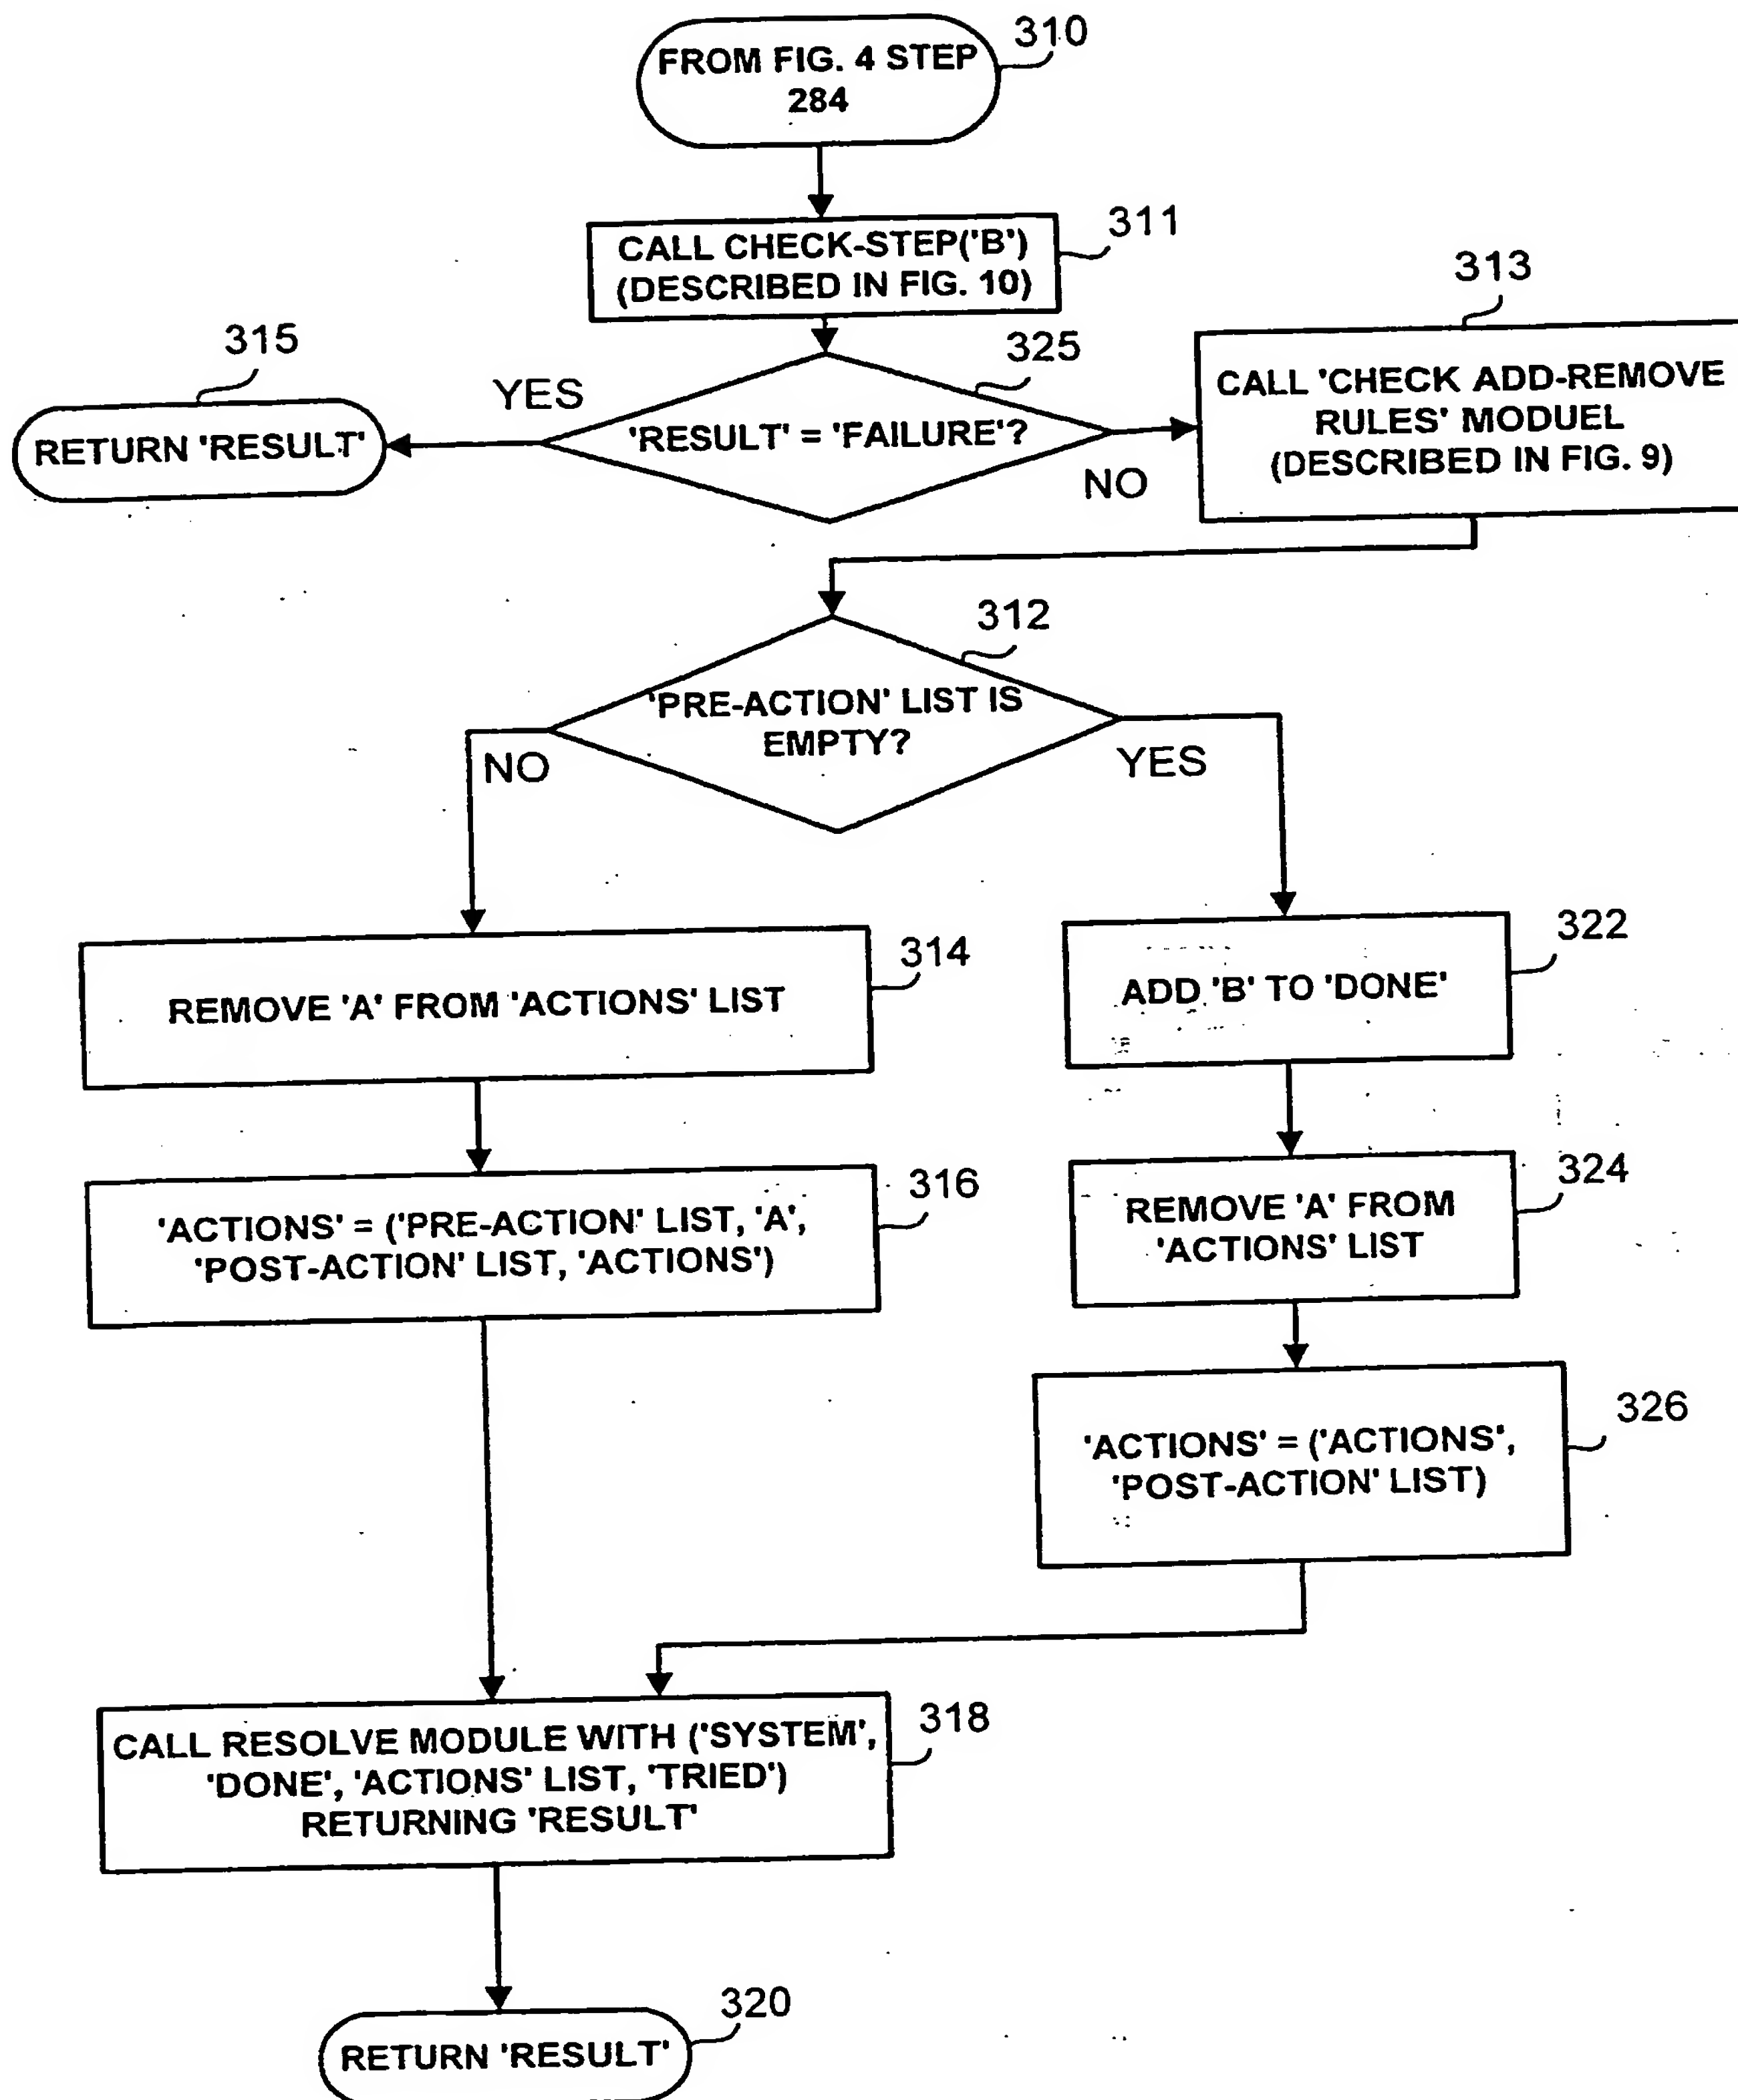 FROM FIG. 4 STEP
284
310
CALL CHECK-STEP('B')
(DESCRIBED IN FIG. 10)
311
313
315
325
YES
RETURN 'RESULT'
'RESULT' = 'FAILURE'?
NO
CALL 'CHECK ADD-REMOVE
RULES' MODUEL
(DESCRIBED IN FIG. 9)
312
'PRE-ACTION' LIST IS
EMPTY?
NO
YES
314
REMOVE 'A' FROM 'ACTIONS' LIST
322
ADD 'B' TO 'DONE'
316
'ACTIONS' = ('PRE-ACTION' LIST, 'A',
'POST-ACTION' LIST, 'ACTIONS')
324
REMOVE 'A' FROM
'ACTIONS' LIST
326
'ACTIONS' = ('ACTIONS',
'POST-ACTION' LIST)
318
CALL RESOLVE MODULE WITH ('SYSTEM',
'DONE', 'ACTIONS' LIST, 'TRIED')
RETURNING 'RESULT'
320
RETURN 'RESULT'